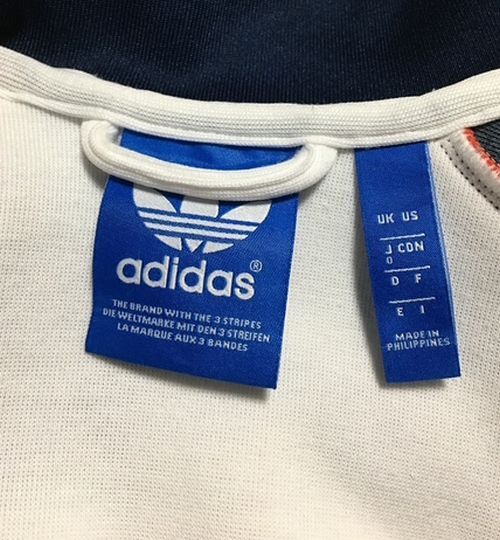 adidas®
THE BRAND WITH THE 3 STRIPES
DIE WELTMARKE MIT DEN 3 STREIFEN
LA MARQUE AUX 3 BANDES
UK US
J CDN
O
D F
E I
MADE IN
PHILIPPINES